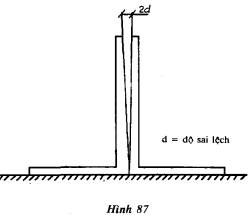 2d
d = độ sai lệch
Hình 87